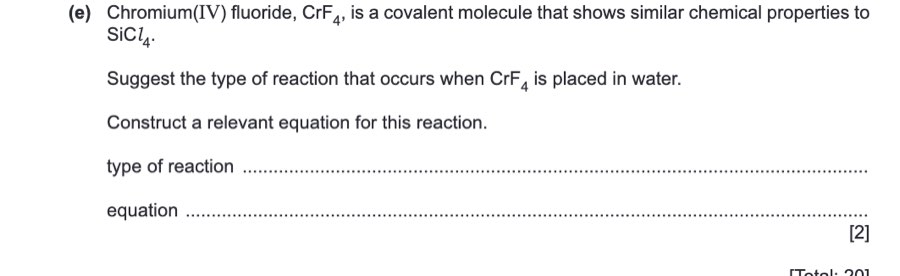 (e) Chromium(IV) fluoride, CrF₄, is a covalent molecule that shows similar chemical properties to
SiCl₄.
Suggest the type of reaction that occurs when CrF₄ is placed in water.
Construct a relevant equation for this reaction.
type of reaction ..............................................................................................................................
equation ..............................................................................................................................
[2]
[Total: 20]